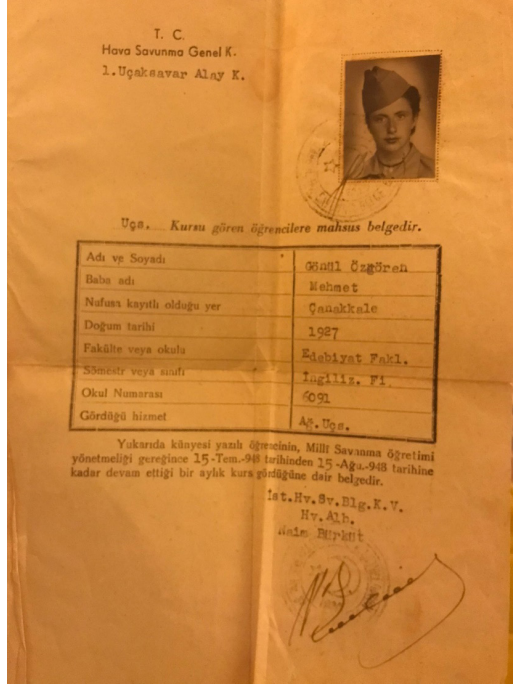 T. C.
Hava Savunma Genel K.
1.Uçaksavar Alay K.
Uçs. Kursu gören öğrencilere mahsus belgedir.
Adı ve Soyadı Gönül Özgören
Baba adı Mehmet
Nufusa kayıtlı olduğu yer Çanakkale
Doğum tarihi 1927
Fakülte veya okulu Edebiyat Fakl.
Sömestr veya sınıfı İngiliz. Fi.
Okul Numarası 6091
Gördüğü hizmet Ağ. Uçs.
Yukarıda künyesi yazılı öğrencinin, Milli Savunma öğretimi
yönetmeliği gereğince 15-Tem.-948 tarihinden 15-Ağu.-948 tarihine
kadar devam ettiği bir aylık kurs gördüğüne dair belgedir.
İst.Hv.Sv.Blg.K.V.
Hv.Alb.
Naim Bürküt